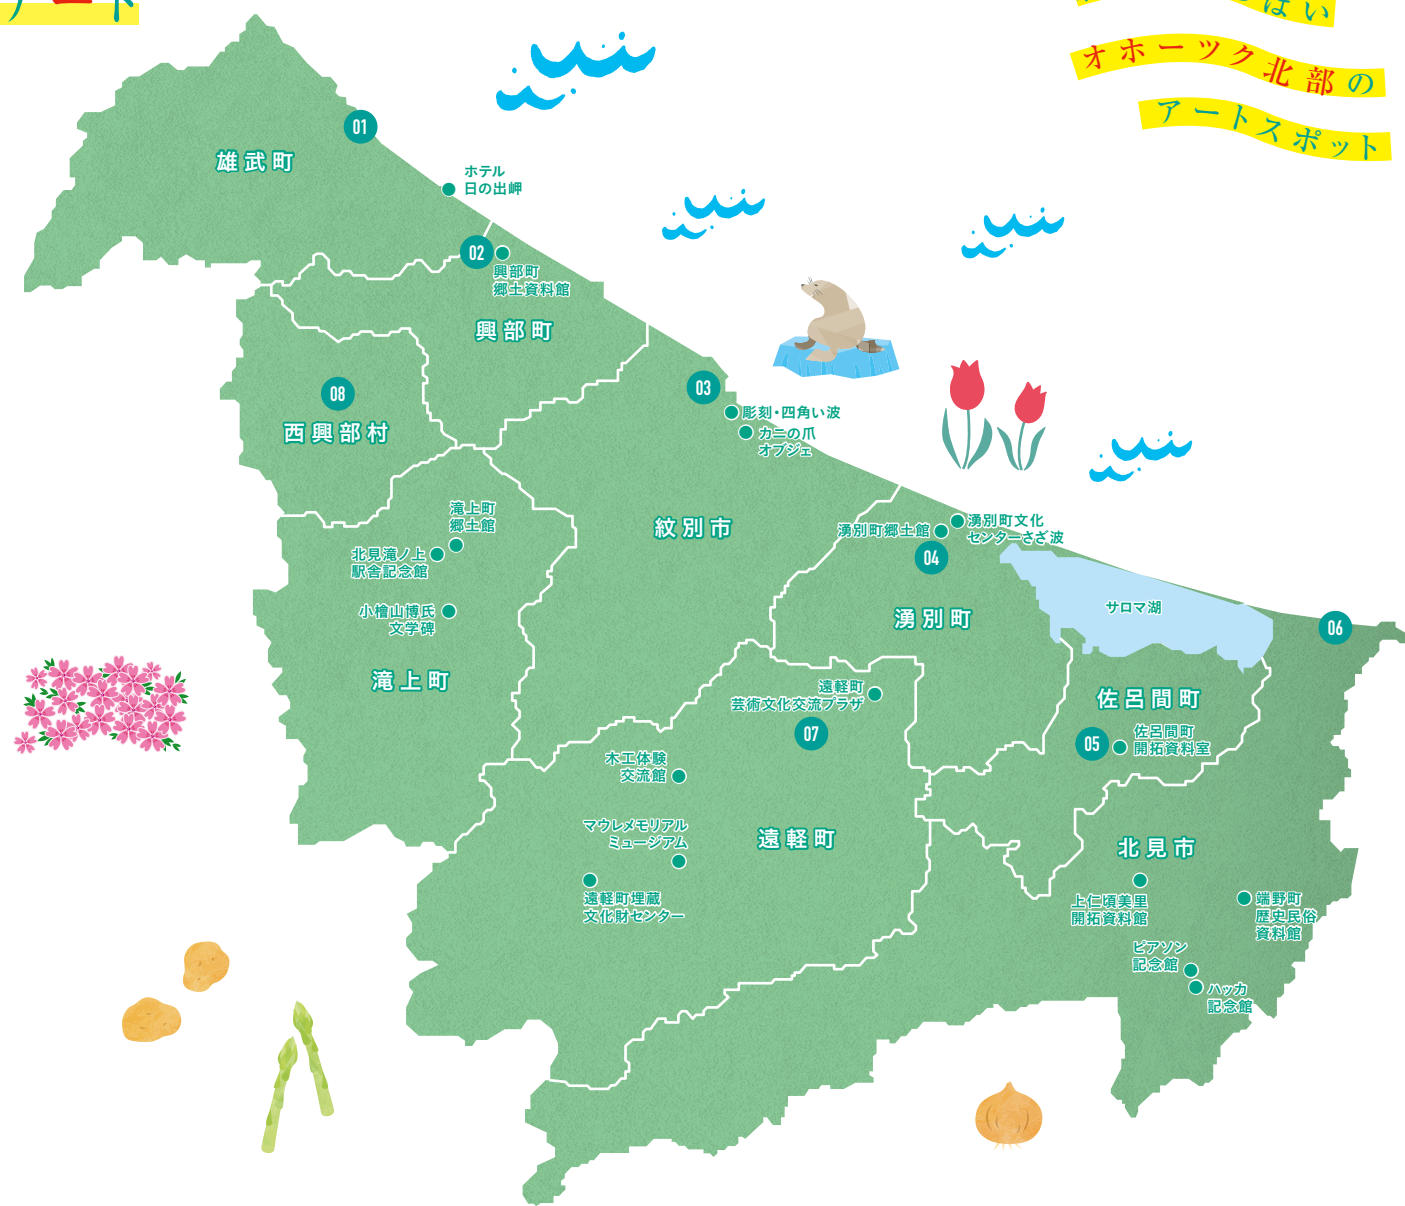 アート
ぱい
オホーツク北部の
アートスポット
01
雄武町
ホテル
日の出岬
02
興部町
郷土資料館
興部町
03
彫刻・四角い波
カニの爪
オブジェ
08
西興部村
滝上町
郷土館
北見滝ノ上
駅舎記念館
小檜山博氏
文学碑
滝上町
紋別市
湧別町郷土館
湧別町文化
センターさざ波
04
湧別町
サロマ湖
06
佐呂間町
05
佐呂間町
開拓資料室
遠軽町
芸術文化交流プラザ
07
木工体験
交流館
マウレメモリアル
ミュージアム
遠軽町
遠軽町埋蔵
文化財センター
北見市
上仁頃美里
開拓資料館
端野町
歴史民俗
資料館
ピアソン
記念館
ハッカ
記念館